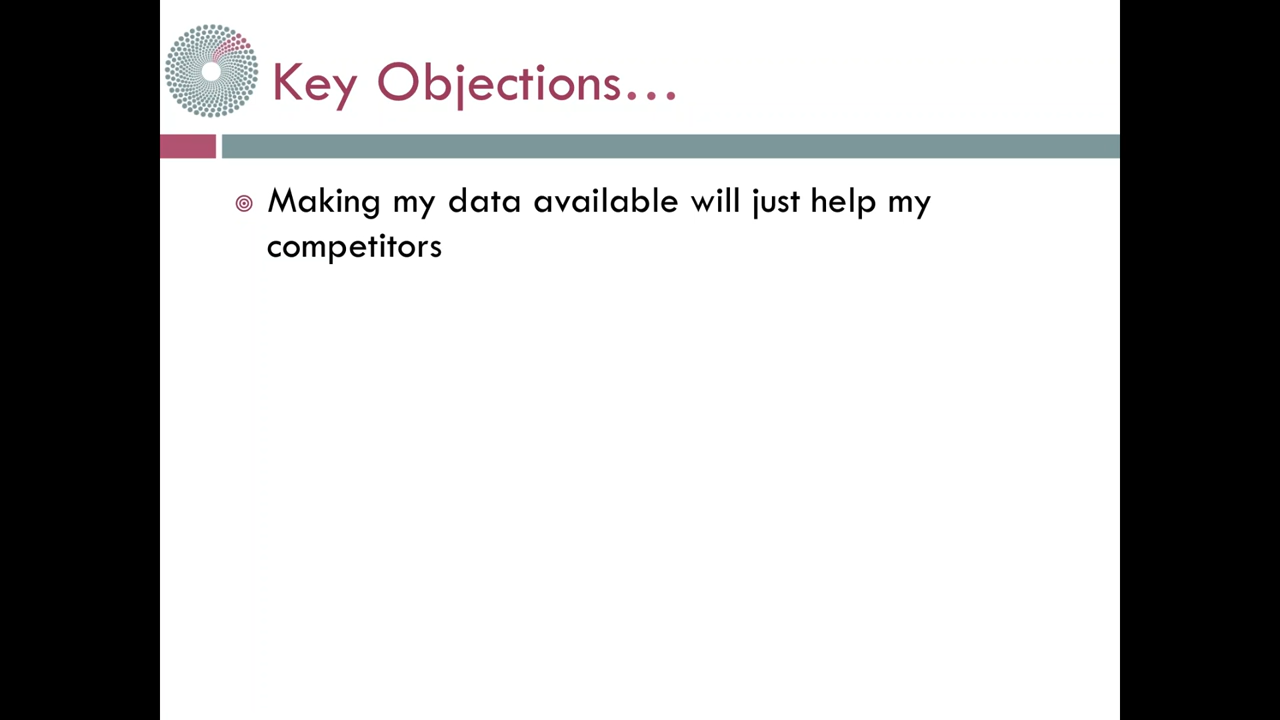 Key Objections...
Making my data available will just help my
competitors